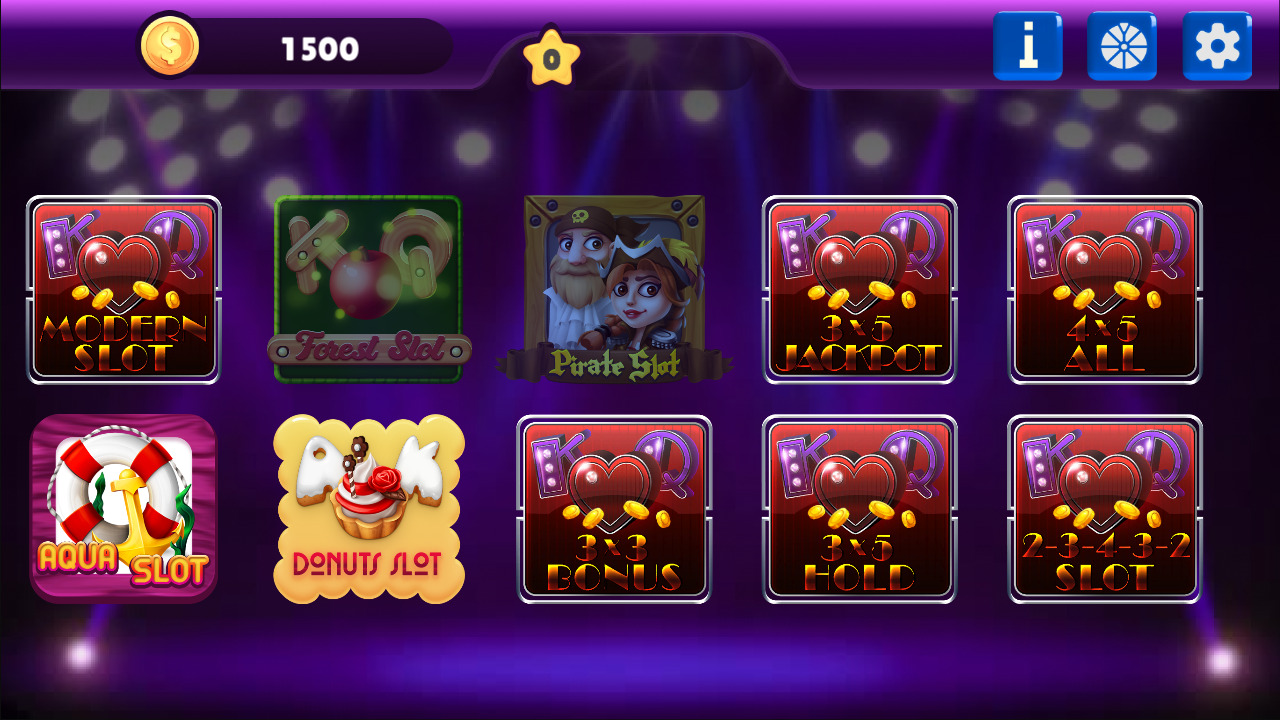 1500
0
i
K Q
MODERN
SLOT
K Q
Forest Slot
Pirate Slot
K Q
3x5
JACKPOT
K Q
4x5
ALL
AQUA
SLOT
A K
DONUTS SLOT
K Q
3x3
BONUS
K Q
3x5
HOLD
K Q
2-3-4-3-2
SLOT